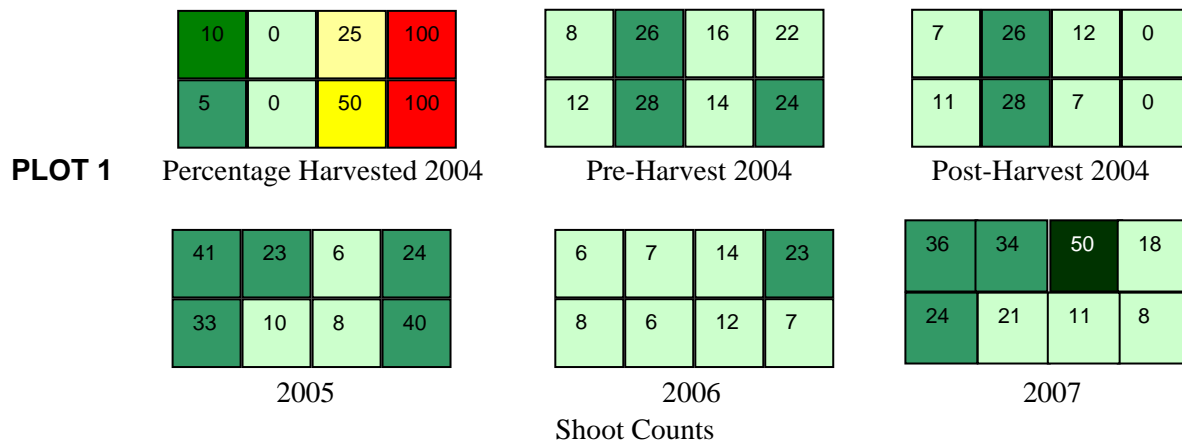 10 0 25 100 8 26 16 22 7 26 12 0
5 0 50 100 12 28 14 24 11 28 7 0
PLOT 1 Percentage Harvested 2004 Pre-Harvest 2004 Post-Harvest 2004
41 23 6 24 6 7 14 23 36 34 50 18
33 10 8 40 8 6 12 7 24 21 11 8
2005 2006 2007
Shoot Counts